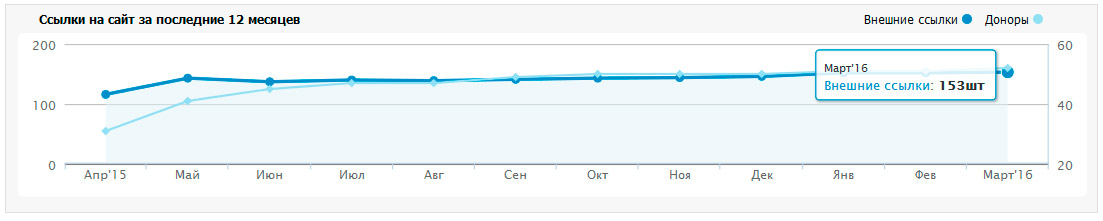 Ссылки на сайт за последние 12 месяцев
Внешние ссылки Доноры
200 60
Март'16
Внешние ссылки: 153шт
100 40
0 20
Апр'15 Май Июн Июл Авг Сен Окт Ноя Дек Янв Фев Март'16